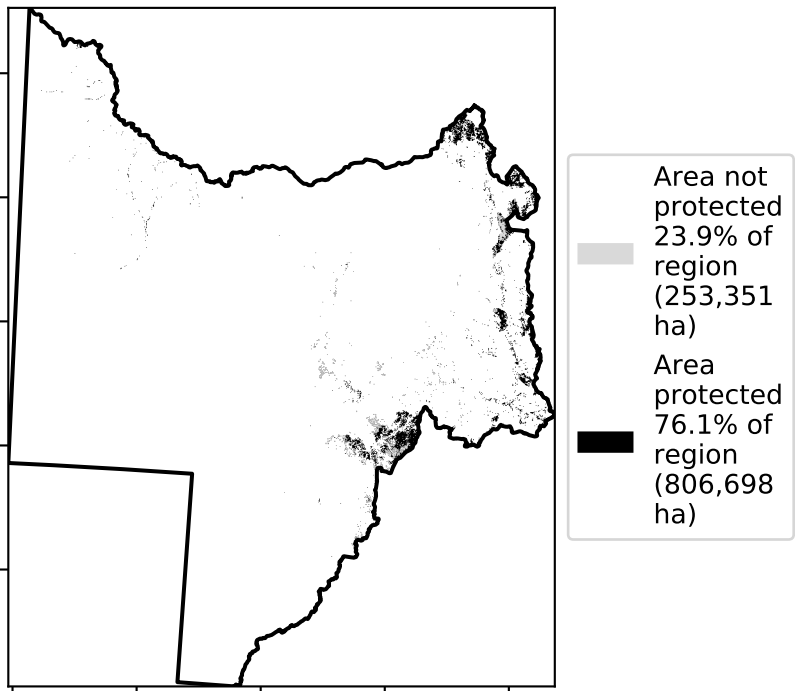 Area not
protected
23.9% of
region
(253,351
ha)
Area
protected
76.1% of
region
(806,698
ha)